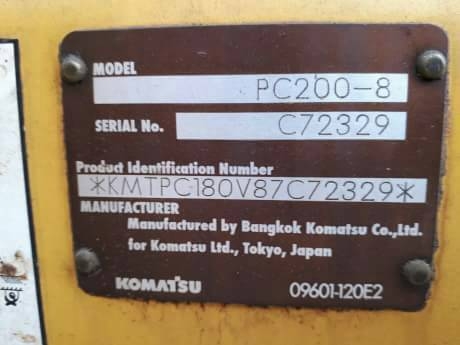 MODEL
PC200-8
SERIAL No.
C72329
Product Identification Number
*KMTPC180V87C72329*
MANUFACTURER
Manufactured by Bangkok Komatsu Co.,Ltd.
for Komatsu Ltd., Tokyo, Japan
KOMATSU
09601-120E2